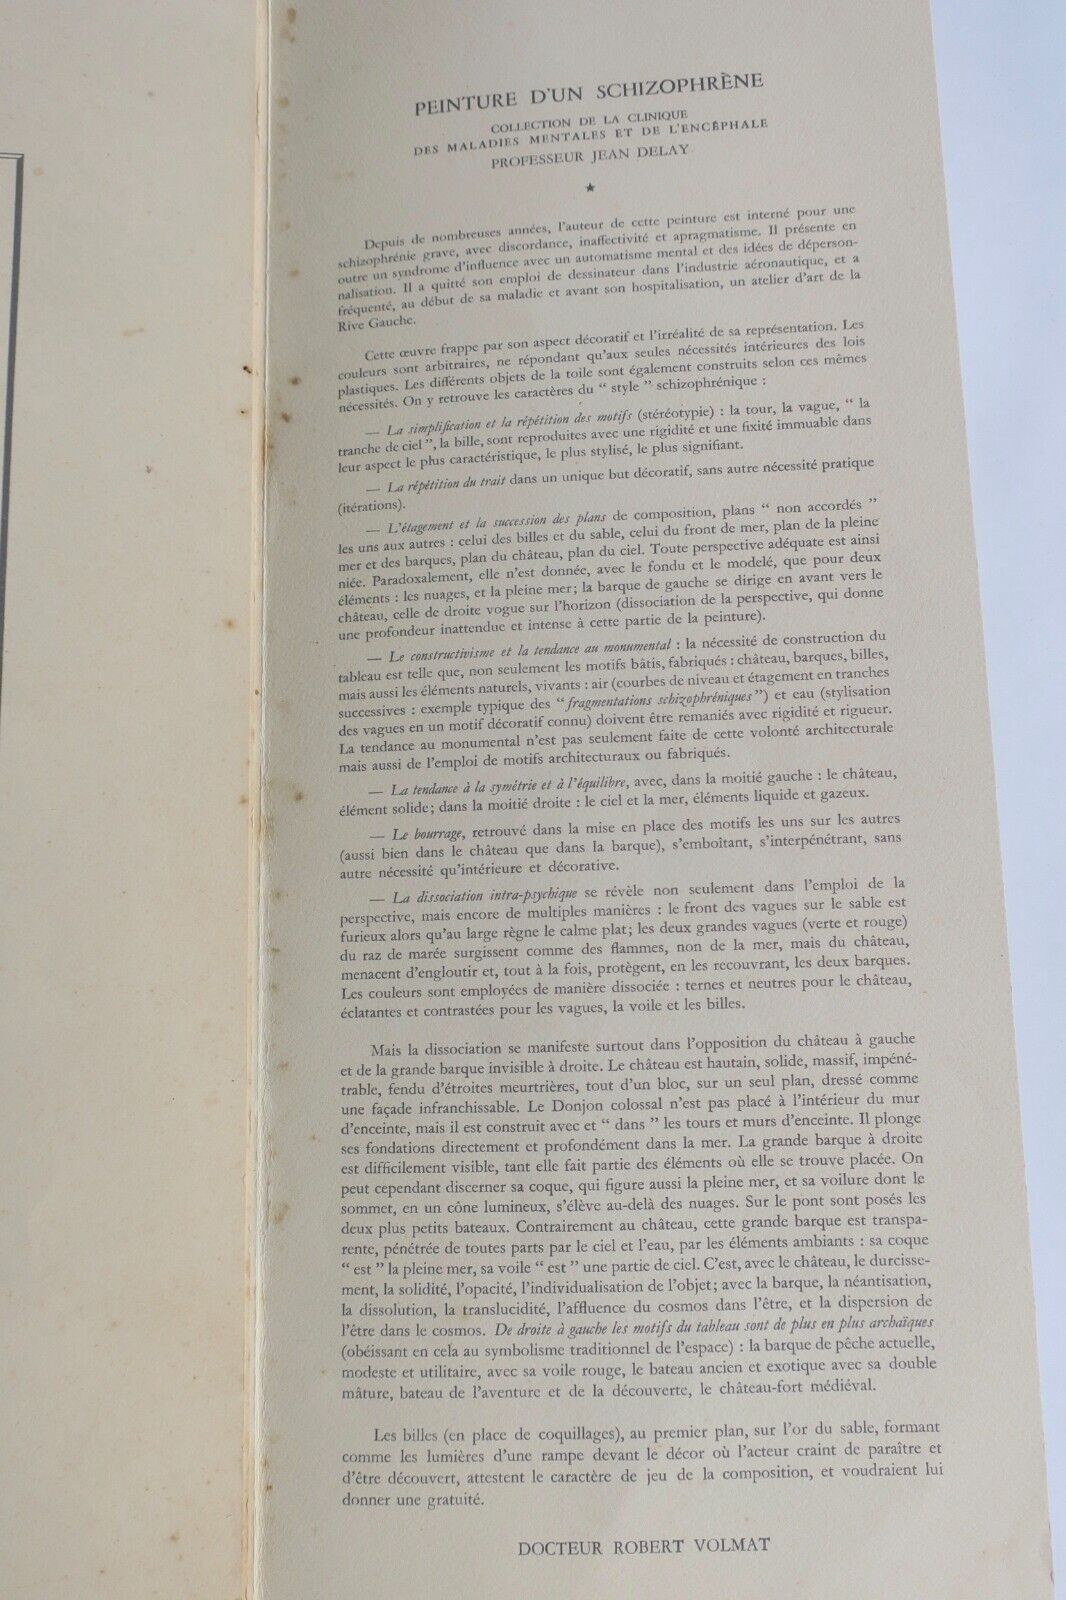 PEINTURE D'UN SCHIZOPHRÈNE
COLLECTION DE LA CLINIQUE
DES MALADIES MENTALES ET DE L'ENCÉPHALE
PROFESSEUR JEAN DELAY
★
Depuis de nombreuses années, l'auteur de cette peinture est interné pour une
schizophrénie grave, avec discordance, inaffectivité et apragmatisme. Il présente en
outre un syndrome d'influence avec un automatisme mental et des idées de déperson-
nalisation. Il a quitté son emploi de dessinateur dans l'industrie aéronautique, et a
fréquenté, au début de sa maladie et avant son hospitalisation, un atelier d'art de la
Rive Gauche.
Cette œuvre frappe par son aspect décoratif et l'irréalité de sa représentation. Les
couleurs sont arbitraires, ne répondant qu'aux seules nécessités intérieures des lois
plastiques. Les différents objets de la toile sont également construits selon ces mêmes
nécessités. On y retrouve les caractères du “ style ” schizophrénique :
— La simplification et la répétition des motifs (stéréotypie) : la tour, la vague, “ la
tranche de ciel ”, la bille, sont reproduites avec une rigidité et une fixité immuable dans
leur aspect le plus caractéristique, le plus stylisé, le plus signifiant.
— La répétition du trait dans un unique but décoratif, sans autre nécessité pratique
(itérations).
— L'étagement et la succession des plans de composition, plans “ non accordés ”
les uns aux autres : celui des billes et du sable, celui du front de mer, plan de la pleine
mer et des barques, plan du château, plan du ciel. Toute perspective adéquate est ainsi
niée. Paradoxalement, elle n'est donnée, avec le fondu et le modelé, que pour deux
éléments : les nuages, et la pleine mer; la barque de gauche se dirige en avant vers le
château, celle de droite vogue sur l'horizon (dissociation de la perspective, qui donne
une profondeur inattendue et intense à cette partie de la peinture).
— Le constructivisme et la tendance au monumental : la nécessité de construction du
tableau est telle que, non seulement les motifs bâtis, fabriqués : château, barques, billes,
mais aussi les éléments naturels, vivants : air (courbes de niveau et étagement en tranches
successives : exemple typique des “fragmentations schizophréniques”) et eau (stylisation
des vagues en un motif décoratif connu) doivent être remaniés avec rigidité et rigueur.
La tendance au monumental n'est pas seulement faite de cette volonté architecturale
mais aussi de l'emploi de motifs architecturaux ou fabriqués.
— La tendance à la symétrie et à l'équilibre, avec, dans la moitié gauche : le château,
élément solide; dans la moitié droite : le ciel et la mer, éléments liquide et gazeux.
— Le bourrage, retrouvé dans la mise en place des motifs les uns sur les autres
(aussi bien dans le château que dans la barque), s'emboîtant, s'interpénétrant, sans
autre nécessité qu'intérieure et décorative.
— La dissociation intra-psychique se révèle non seulement dans l'emploi de la
perspective, mais encore de multiples manières : le front des vagues sur le sable est
furieux alors qu'au large règne le calme plat; les deux grandes vagues (verte et rouge)
du raz de marée surgissent comme des flammes, non de la mer, mais du château,
menacent d'engloutir et, tout à la fois, protègent, en les recouvrant, les deux barques.
Les couleurs sont employées de manière dissociée : ternes et neutres pour le château,
éclatantes et contrastées pour les vagues, la voile et les billes.
Mais la dissociation se manifeste surtout dans l'opposition du château à gauche
et de la grande barque invisible à droite. Le château est hautain, solide, massif, impéné-
trable, fendu d'étroites meurtrières, tout d'un bloc, sur un seul plan, dressé comme
une façade infranchissable. Le Donjon colossal n'est pas placé à l'intérieur du mur
d'enceinte, mais il est construit avec et “ dans ” les tours et murs d'enceinte. Il plonge
ses fondations directement et profondément dans la mer. La grande barque à droite
est difficilement visible, tant elle fait partie des éléments où elle se trouve placée. On
peut cependant discerner sa coque, qui figure aussi la pleine mer, et sa voilure dont le
sommet, en un cône lumineux, s'élève au-delà des nuages. Sur le pont sont posés les
deux plus petits bateaux. Contrairement au château, cette grande barque est transpa-
rente, pénétrée de toutes parts par le ciel et l'eau, par les éléments ambiants : sa coque
“ est ” la pleine mer, sa voile “ est ” une partie de ciel. C'est, avec le château, le durcisse-
ment, la solidité, l'opacité, l'individualisation de l'objet; avec la barque, la néantisation,
la dissolution, la translucidité, l'affluence du cosmos dans l'être, et la dispersion de
l'être dans le cosmos. De droite à gauche les motifs du tableau sont de plus en plus archaïques
(obéissant en cela au symbolisme traditionnel de l'espace) : la barque de pêche actuelle,
modeste et utilitaire, avec sa voile rouge, le bateau ancien et exotique avec sa double
mâture, bateau de l'aventure et de la découverte, le château-fort médiéval.
Les billes (en place de coquillages), au premier plan, sur l'or du sable, formant
comme les lumières d'une rampe devant le décor où l'acteur craint de paraître et
d'être découvert, attestent le caractère de jeu de la composition, et voudraient lui
donner une gratuité.
DOCTEUR ROBERT VOLMAT